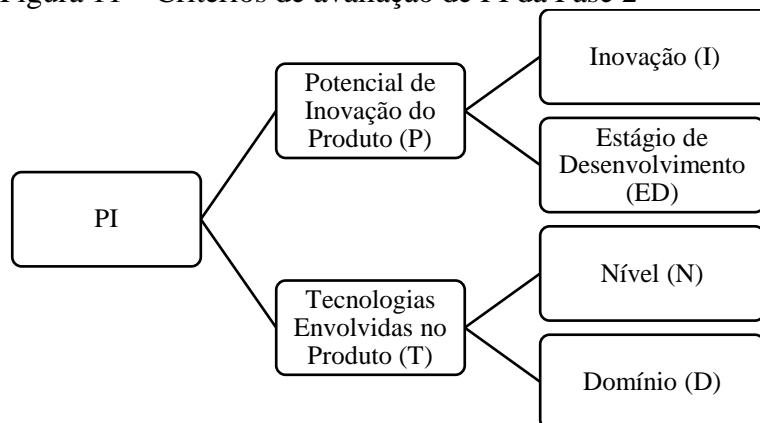 Figura 11 – Critérios de avaliação de PI da Fase 2
PI
Potencial de
Inovação do
Produto (P)
Inovação (I)
Estágio de
Desenvolvimento
(ED)
Tecnologias
Envolvidas no
Produto (T)
Nível (N)
Domínio (D)